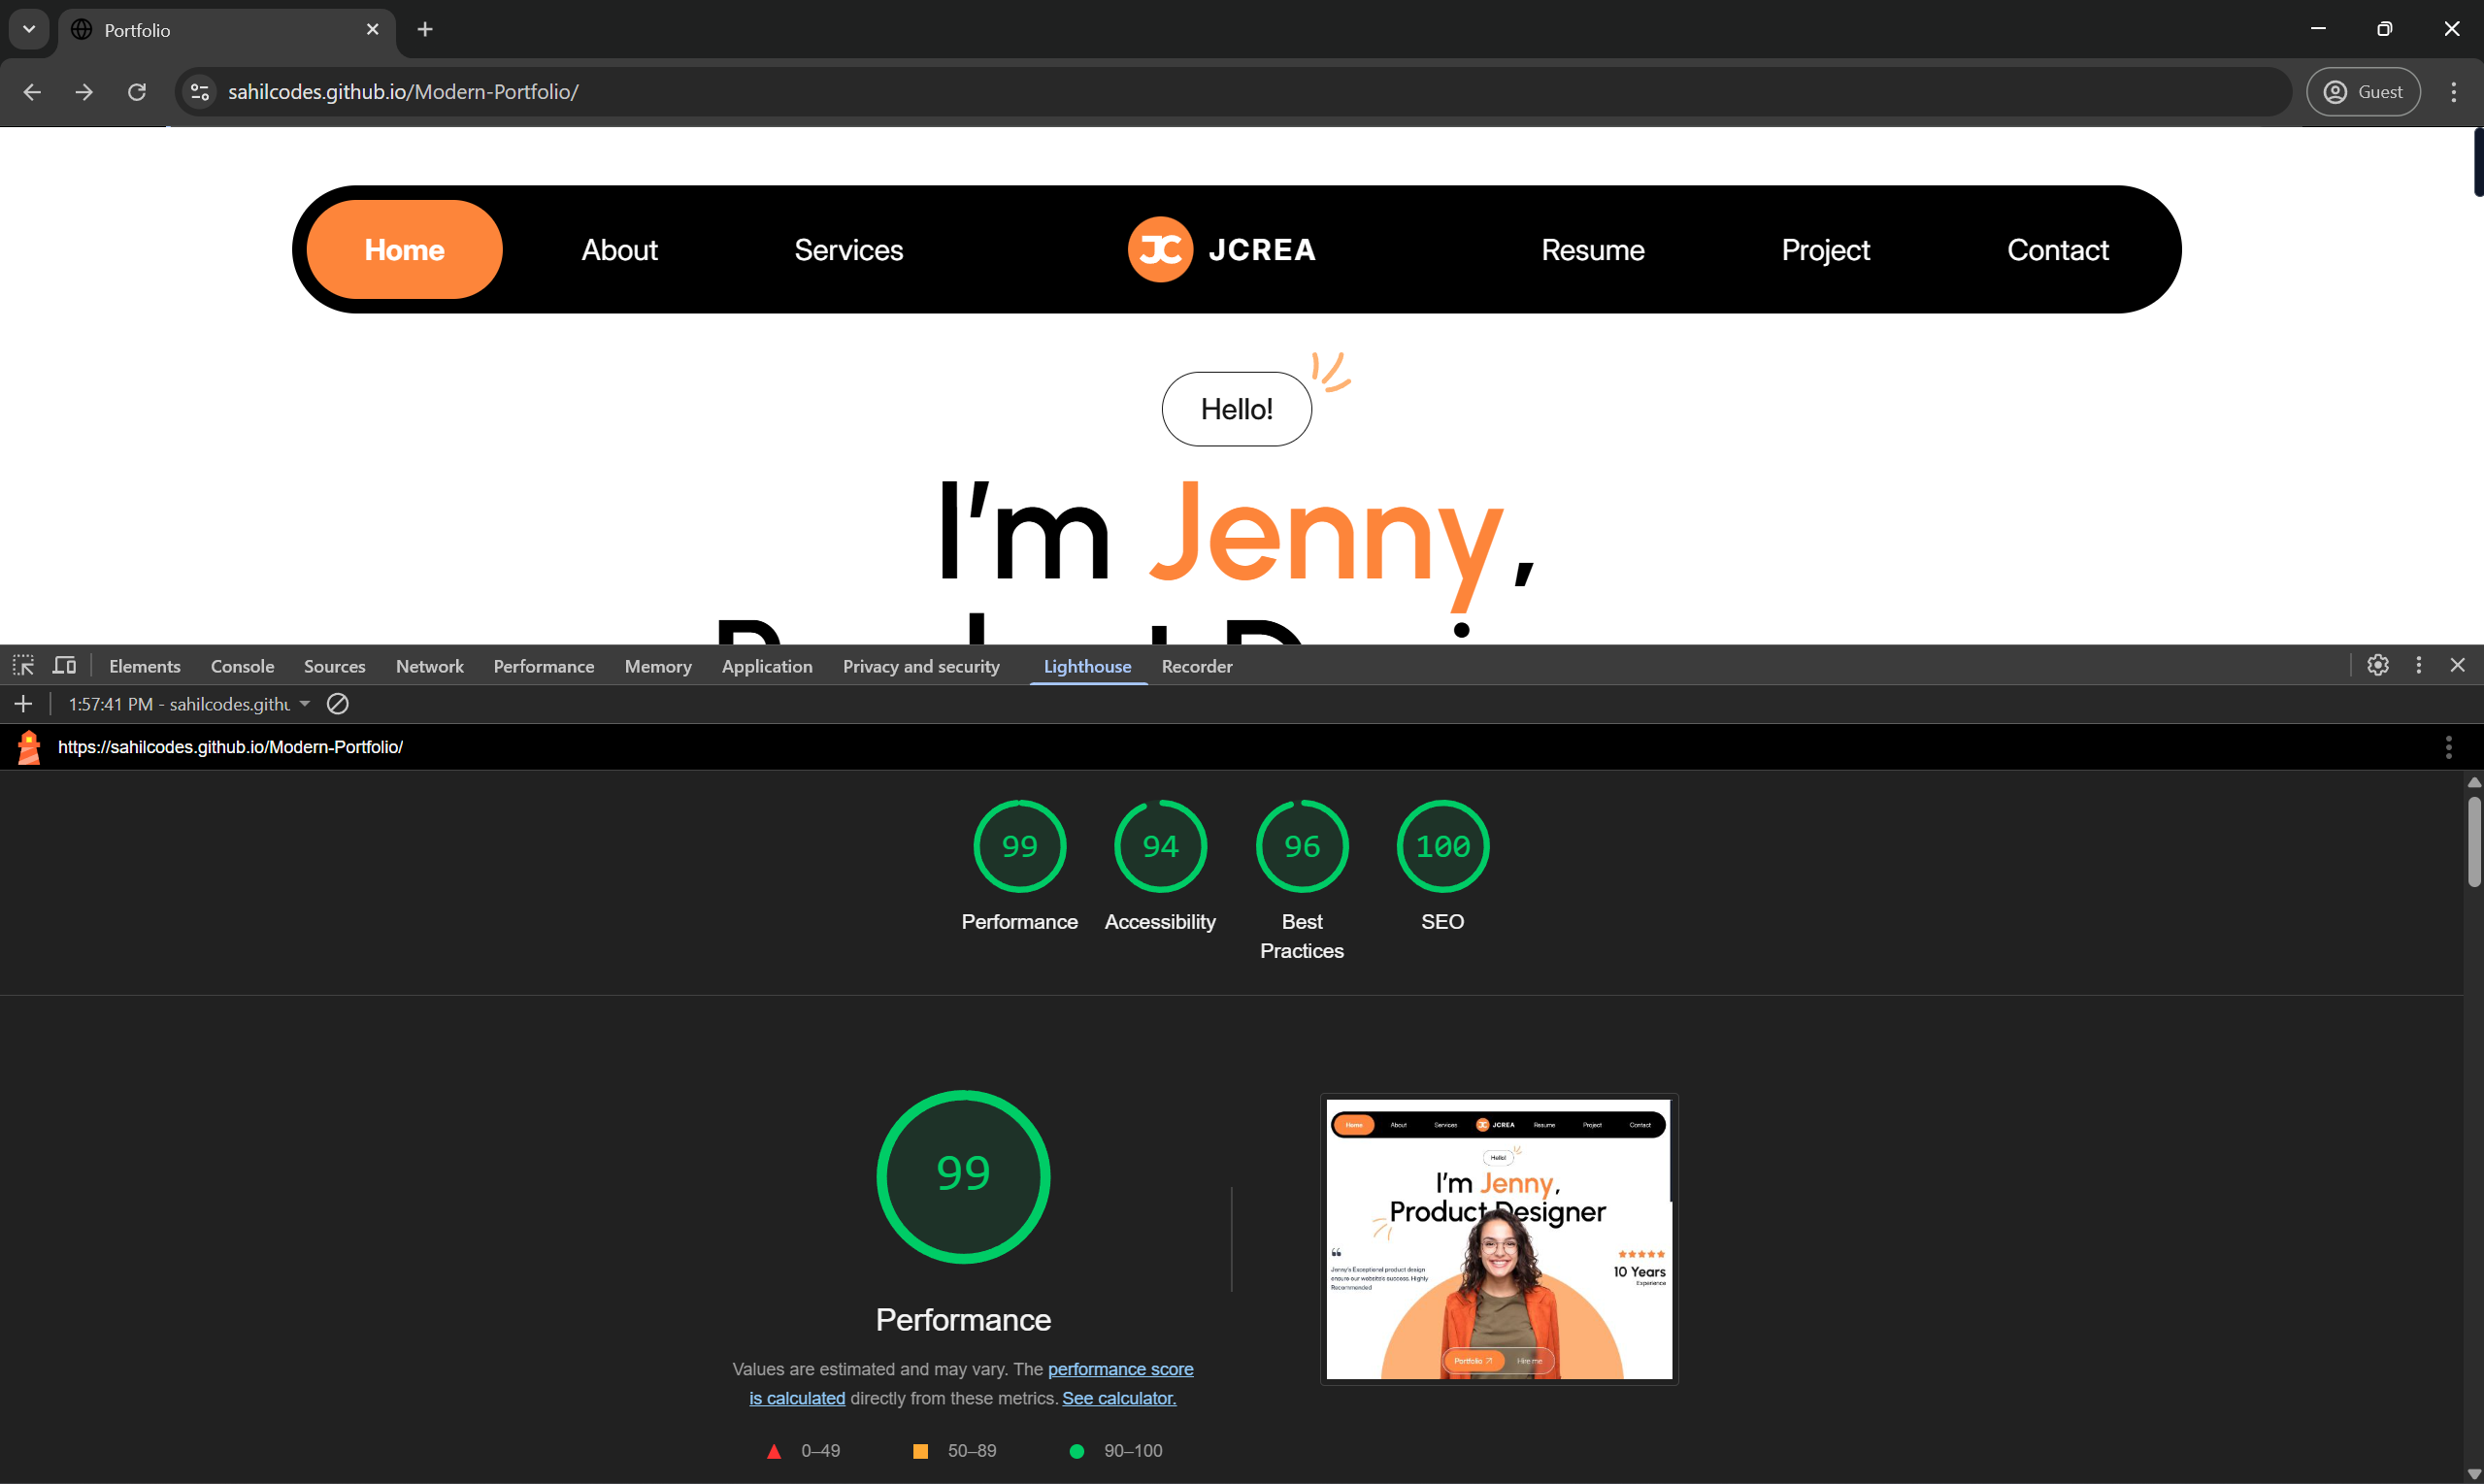 Portfolio
sahilcodes.github.io/Modern-Portfolio/
Guest
Home
About
Services
JC JCREA
Resume
Project
Contact
Hello!
I'm Jenny,
Elements
Console
Sources
Network
Performance
Memory
Application
Privacy and security
Lighthouse
Recorder
1:57:41 PM - sahilcodes.githu
https://sahilcodes.github.io/Modern-Portfolio/
99
94
96
100
Performance
Accessibility
Best
Practices
SEO
99
Performance
Values are estimated and may vary. The performance score
is calculated directly from these metrics. See calculator.
0–49
50–89
90–100
Home
About
Services
JC JCREA
Resume
Project
Contact
Hello!
I'm Jenny,
Product Designer
Jenny's Exceptional product design
ensure our website's success. Highly
Recommended
10 Years
Experience
Portfolio
Hire me